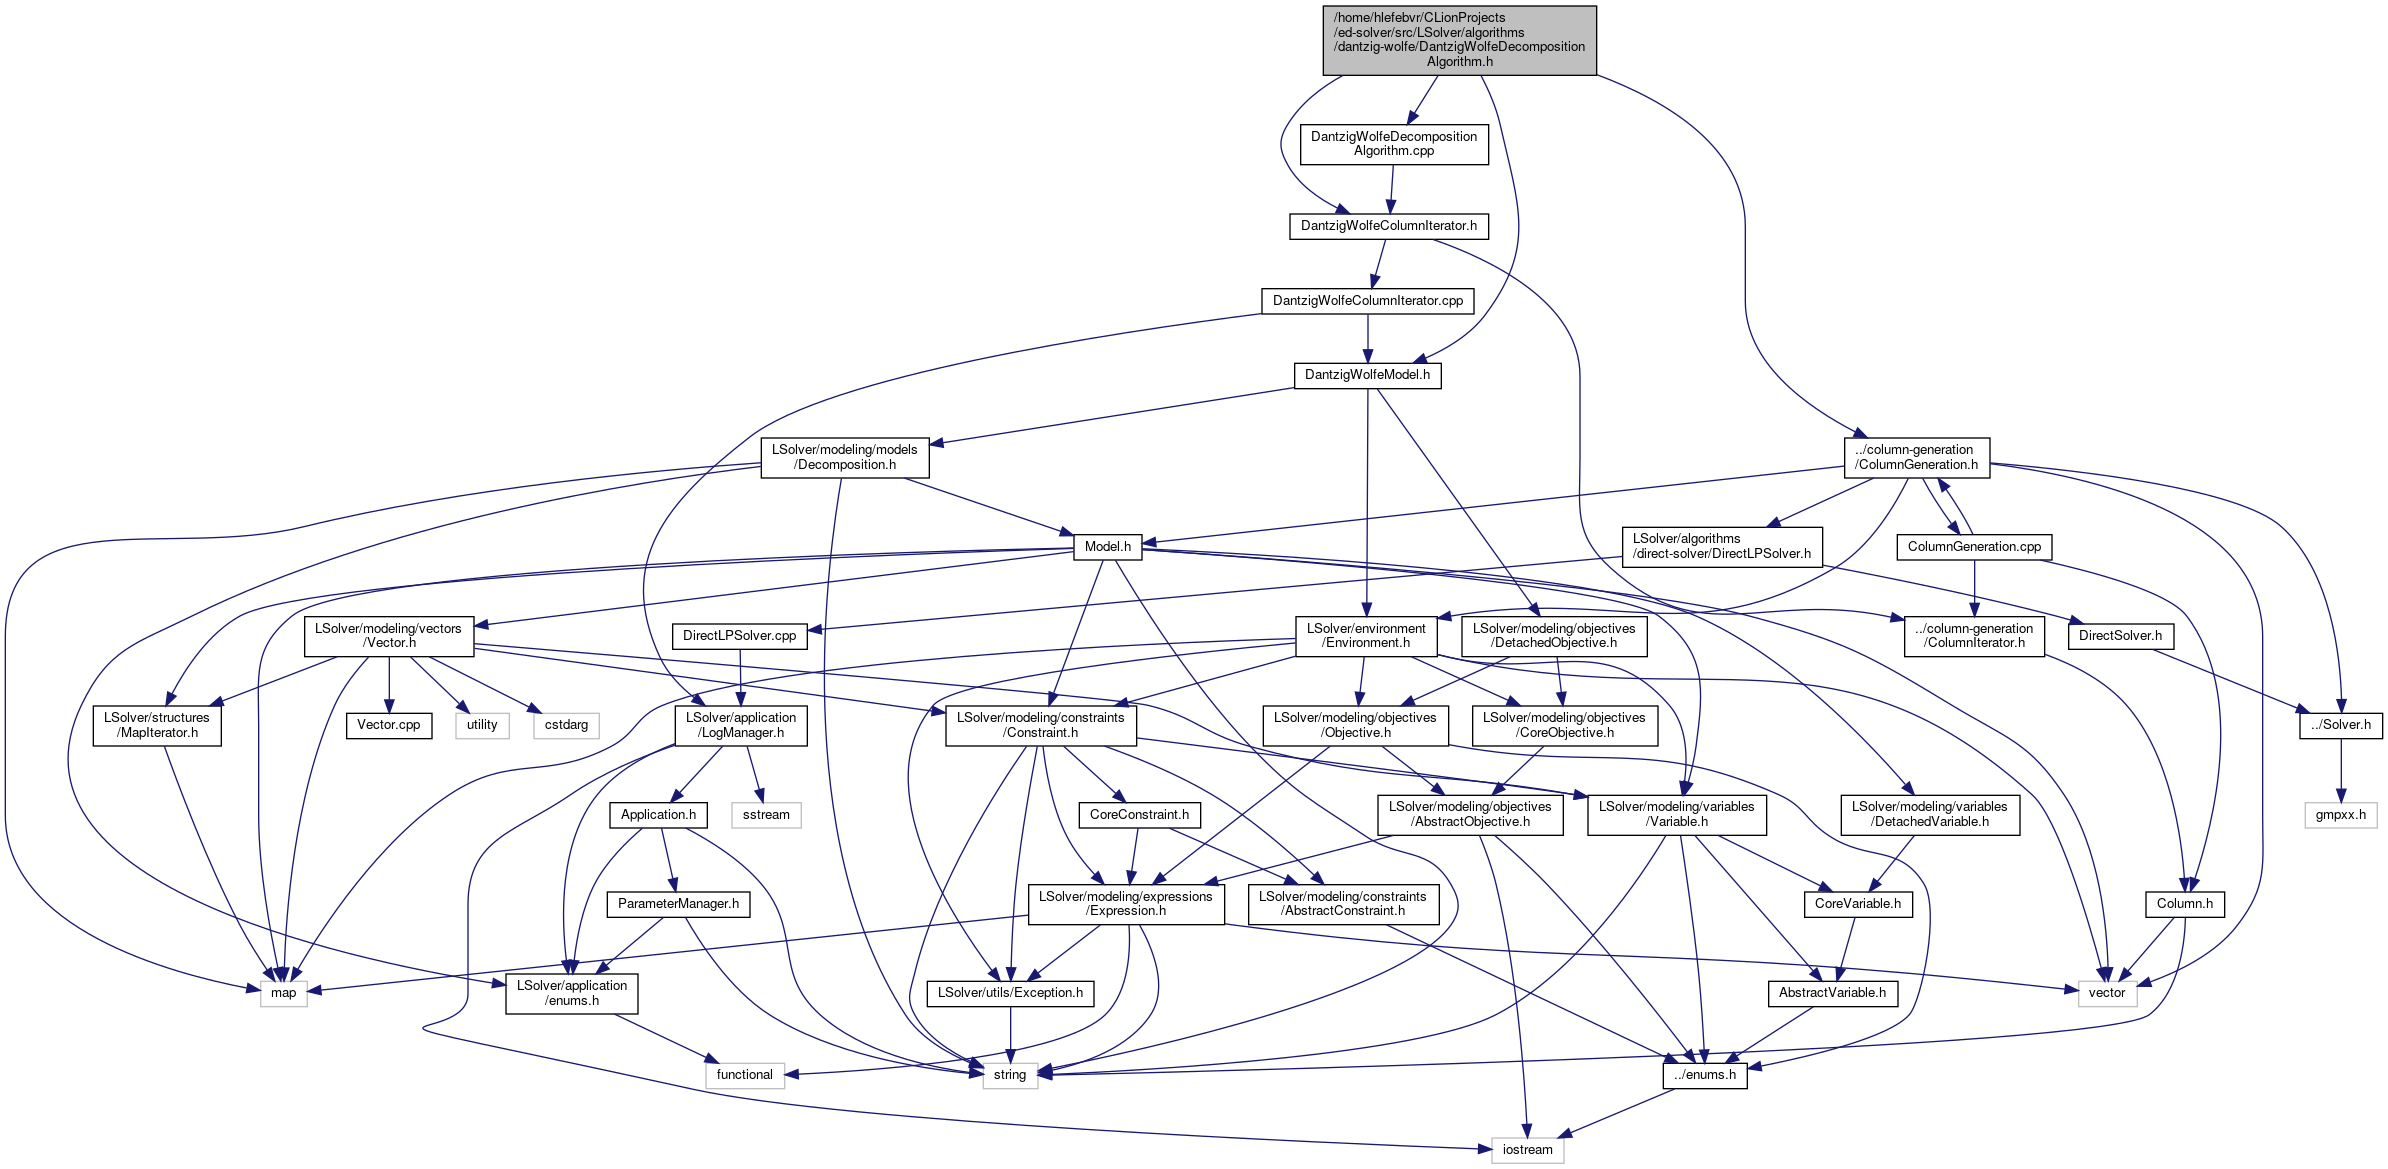 /home/hlefebvr/CLionProjects
/ed-solver/src/LSolver/algorithms
/dantzig-wolfe/DantzigWolfeDecomposition
Algorithm.h
DantzigWolfeDecomposition
Algorithm.cpp
DantzigWolfeColumnIterator.h
DantzigWolfeColumnIterator.cpp
DantzigWolfeModel.h
LSolver/modeling/models
/Decomposition.h
../column-generation
/ColumnGeneration.h
Model.h
LSolver/algorithms
/direct-solver/DirectLPSolver.h
ColumnGeneration.cpp
LSolver/modeling/vectors
/Vector.h
DirectLPSolver.cpp
LSolver/environment
/Environment.h
LSolver/modeling/objectives
/DetachedObjective.h
../column-generation
/ColumnIterator.h
DirectSolver.h
LSolver/structures
/MapIterator.h
Vector.cpp
utility
cstdarg
LSolver/application
/LogManager.h
LSolver/modeling/constraints
/Constraint.h
LSolver/modeling/objectives
/Objective.h
LSolver/modeling/objectives
/CoreObjective.h
../Solver.h
Application.h
sstream
CoreConstraint.h
LSolver/modeling/objectives
/AbstractObjective.h
LSolver/modeling/variables
/Variable.h
LSolver/modeling/variables
/DetachedVariable.h
gmpxx.h
ParameterManager.h
LSolver/modeling/expressions
/Expression.h
LSolver/modeling/constraints
/AbstractConstraint.h
CoreVariable.h
Column.h
map
LSolver/application
/enums.h
LSolver/utils/Exception.h
AbstractVariable.h
vector
functional
string
../enums.h
iostream